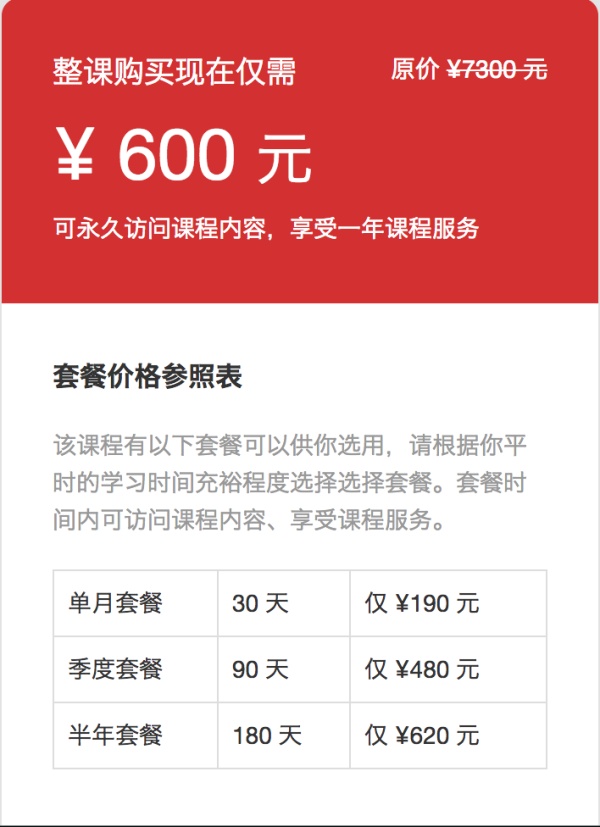 整课购买现在仅需 原价 ¥7300 元
¥ 600 元
可永久访问课程内容，享受一年课程服务
套餐价格参照表
该课程有以下套餐可以供你选用，请根据你平
时的学习时间充裕程度选择选择套餐。套餐时
间内可访问课程内容、享受课程服务。
单月套餐 30 天 仅 ¥190 元
季度套餐 90 天 仅 ¥480 元
半年套餐 180 天 仅 ¥620 元